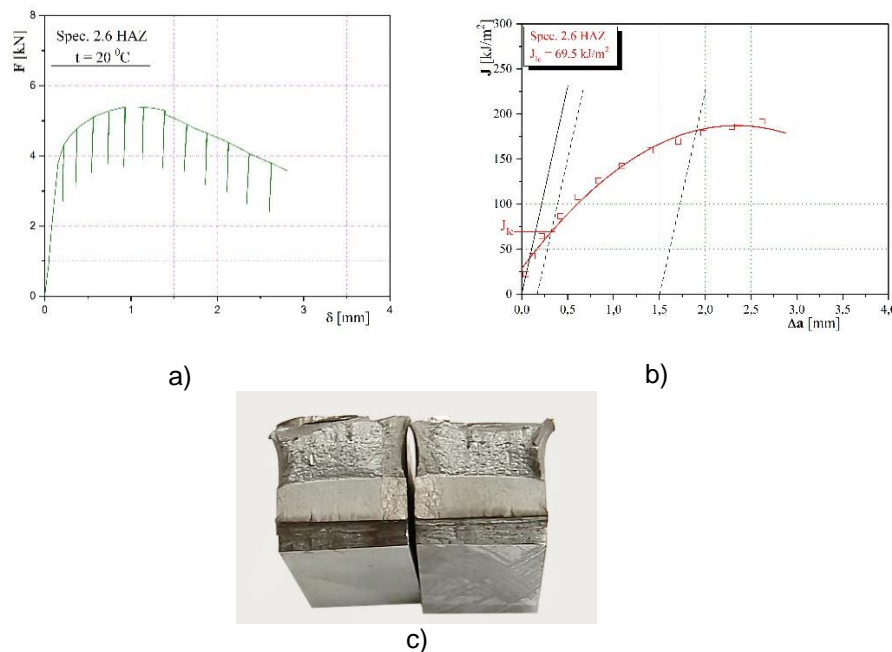 Spec. 2.6 HAZ
t = 20 ⁰C
F [kN]
8
6
4
2
0
0 1 2 3 4
δ [mm]
a)
Spec. 2.6 HAZ
J_Ic = 69.5 kJ/m²
J [kJ/m²]
300
250
200
150
100
J_Ic
50
0
0,0 0,5 1,0 1,5 2,0 2,5 3,0 3,5 4,0
Δa [mm]
b)
c)